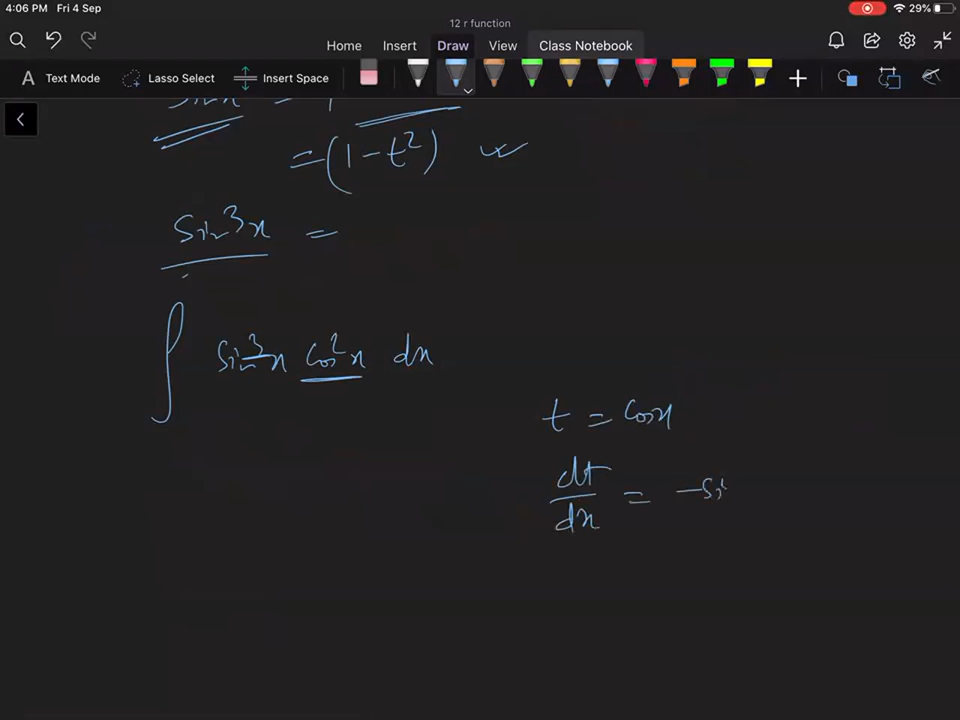 4:06 PM Fri 4 Sep
29%
12 r function
Home Insert Draw View Class Notebook
A Text Mode Lasso Select Insert Space
=(1-t²)
sin³x =
∫ sin³x cos²x dx
t = cosx
dt/dx = -si